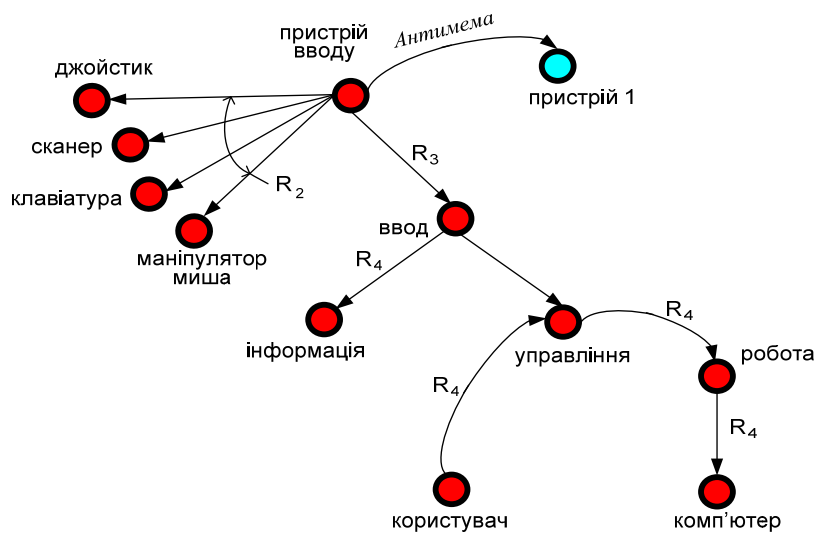 пристрій
вводу
Антимема
пристрій 1
джойстик
сканер
клавіатура
R2
маніпулятор
миша
R3
ввод
R4
інформація
управління
R4
робота
R4
R4
користувач
комп'ютер